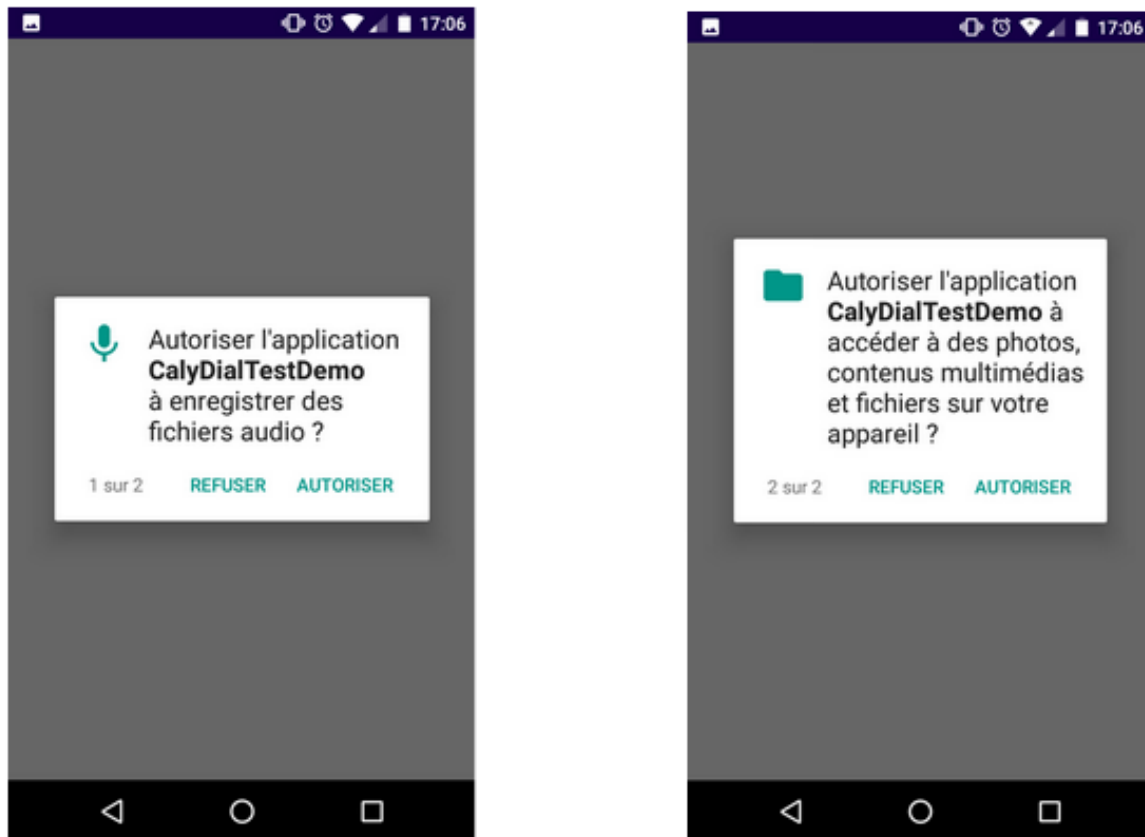 17:06
Autoriser l'application
CalyDialTestDemo
à enregistrer des
fichiers audio ?
1 sur 2 REFUSER AUTORISER
17:06
Autoriser l'application
CalyDialTestDemo à
accéder à des photos,
contenus multimédias
et fichiers sur votre
appareil ?
2 sur 2 REFUSER AUTORISER